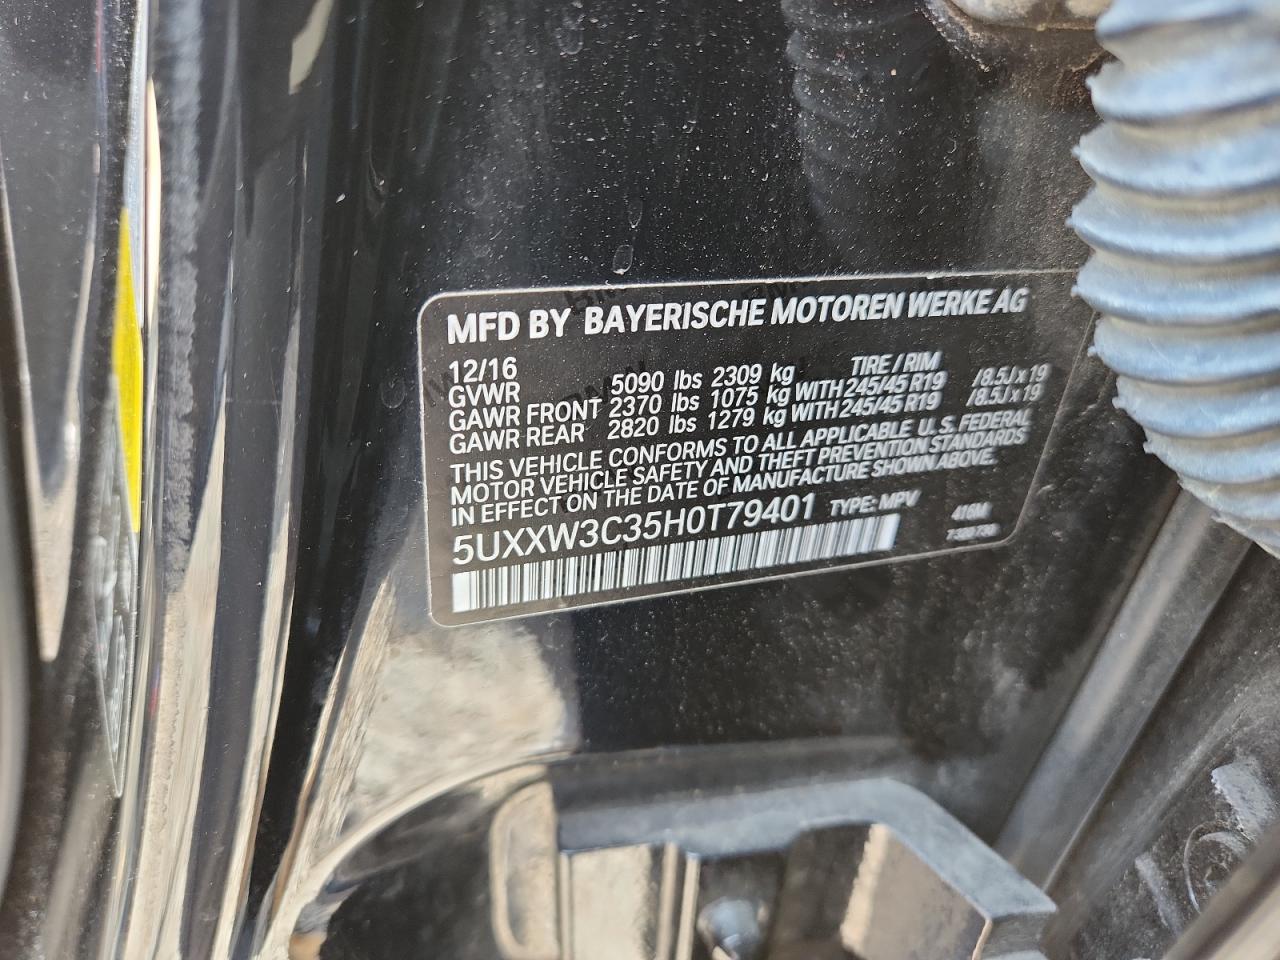 MFD BY BAYERISCHE MOTOREN WERKE AG
12/16 TIRE / RIM
GVWR 5090 lbs 2309 kg
GAWR FRONT 2370 lbs 1075 kg WITH 245/45 R19 /8.5J x 19
GAWR REAR 2820 lbs 1279 kg WITH 245/45 R19 /8.5J x 19
THIS VEHICLE CONFORMS TO ALL APPLICABLE U.S. FEDERAL
MOTOR VEHICLE SAFETY AND THEFT PREVENTION STANDARDS
IN EFFECT ON THE DATE OF MANUFACTURE SHOWN ABOVE.
5UXXW3C35H0T79401 TYPE: MPV 416M